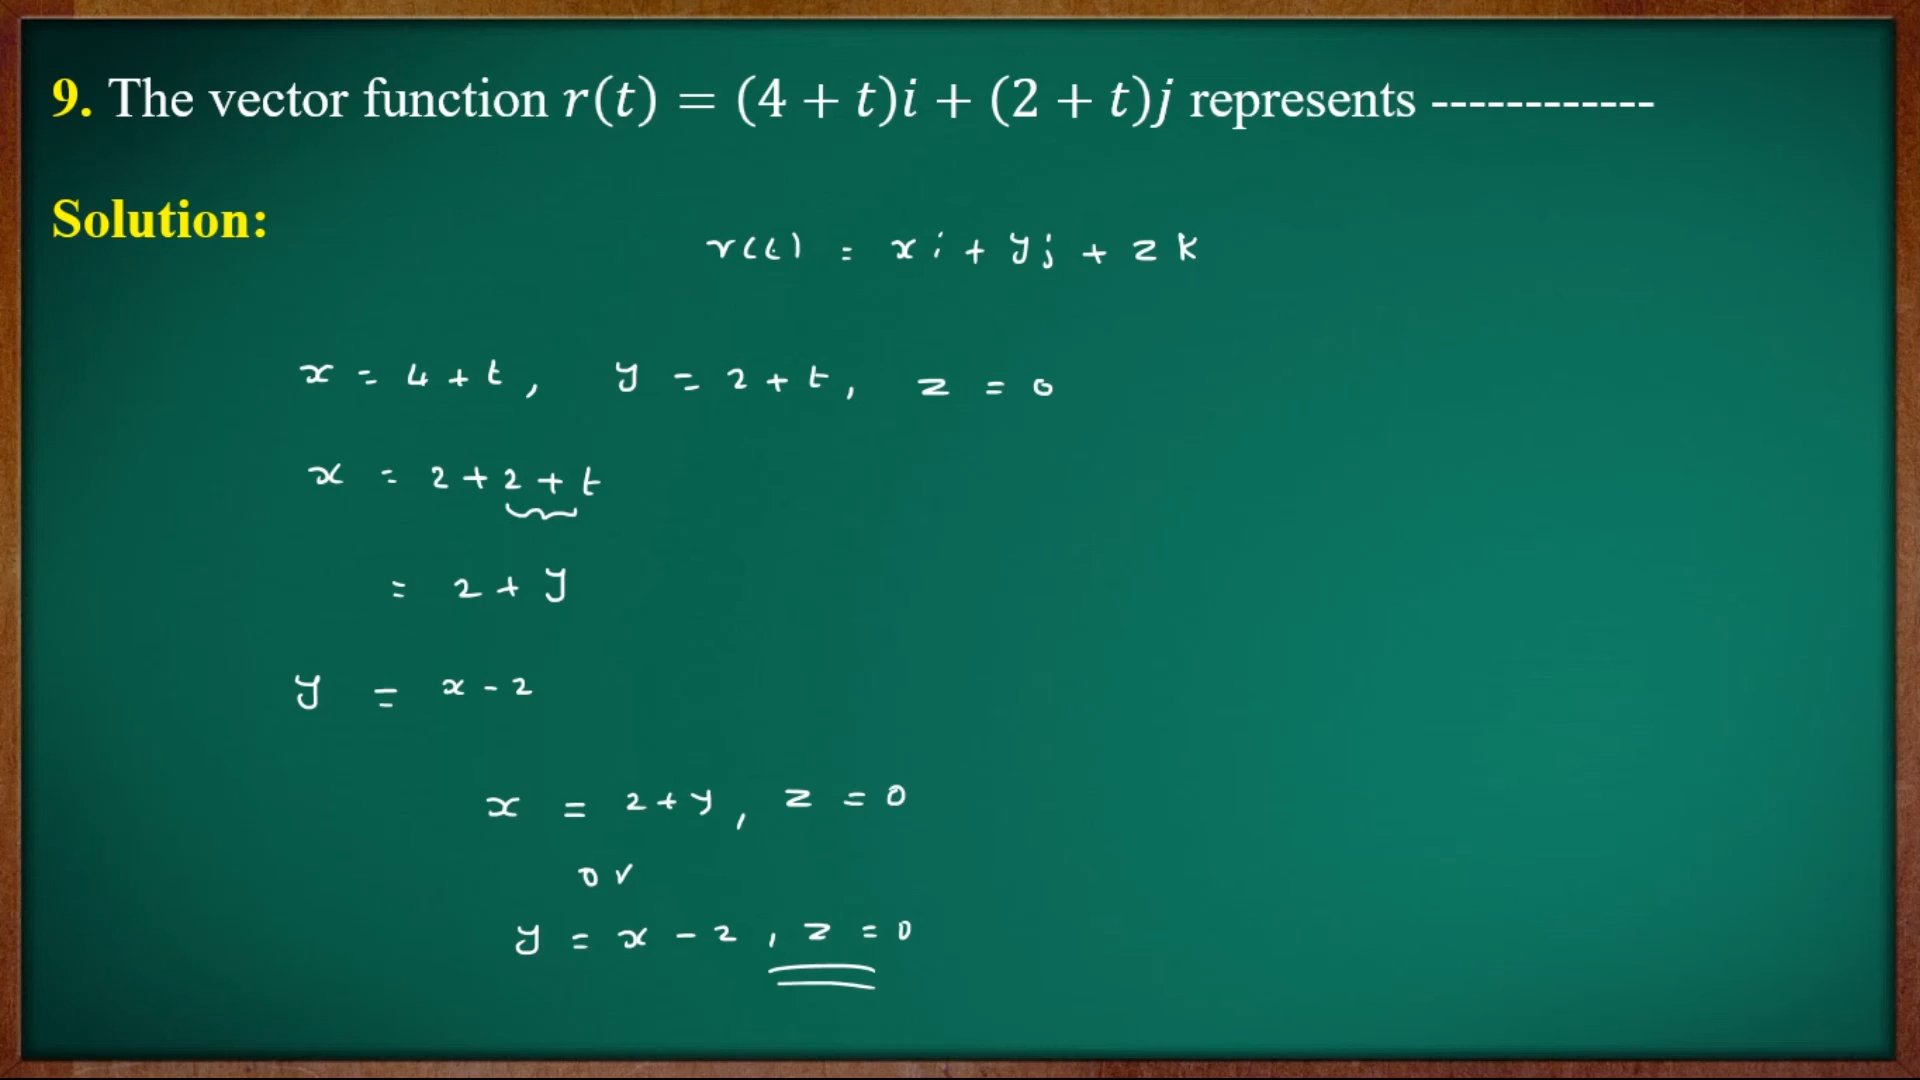 9. The vector function r(t) = (4 + t)i + (2 + t)j represents ------------
Solution:
r(t) = xi + yj + zk
x = 4 + t, y = 2 + t, z = 0
x = 2 + 2 + t
= 2 + y
y = x - 2
x = 2 + y, z = 0
or
y = x - 2, z = 0